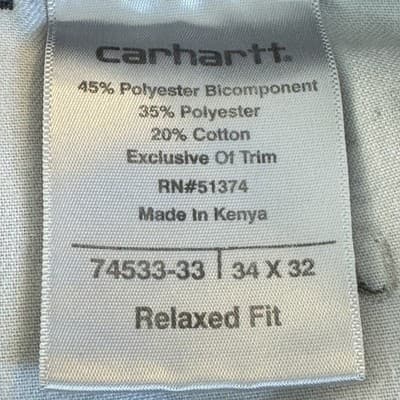 carhartt.
45% Polyester Bicomponent
35% Polyester
20% Cotton
Exclusive Of Trim
RN#51374
Made In Kenya
74533-33 | 34 X 32
Relaxed Fit